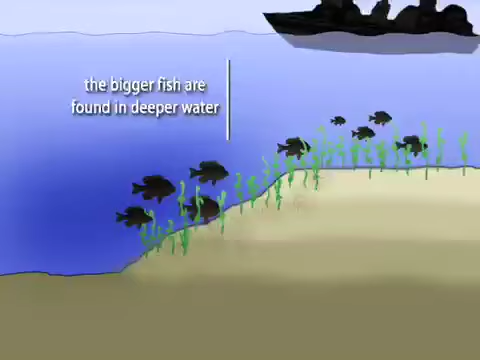 the bigger fish are
found in deeper water